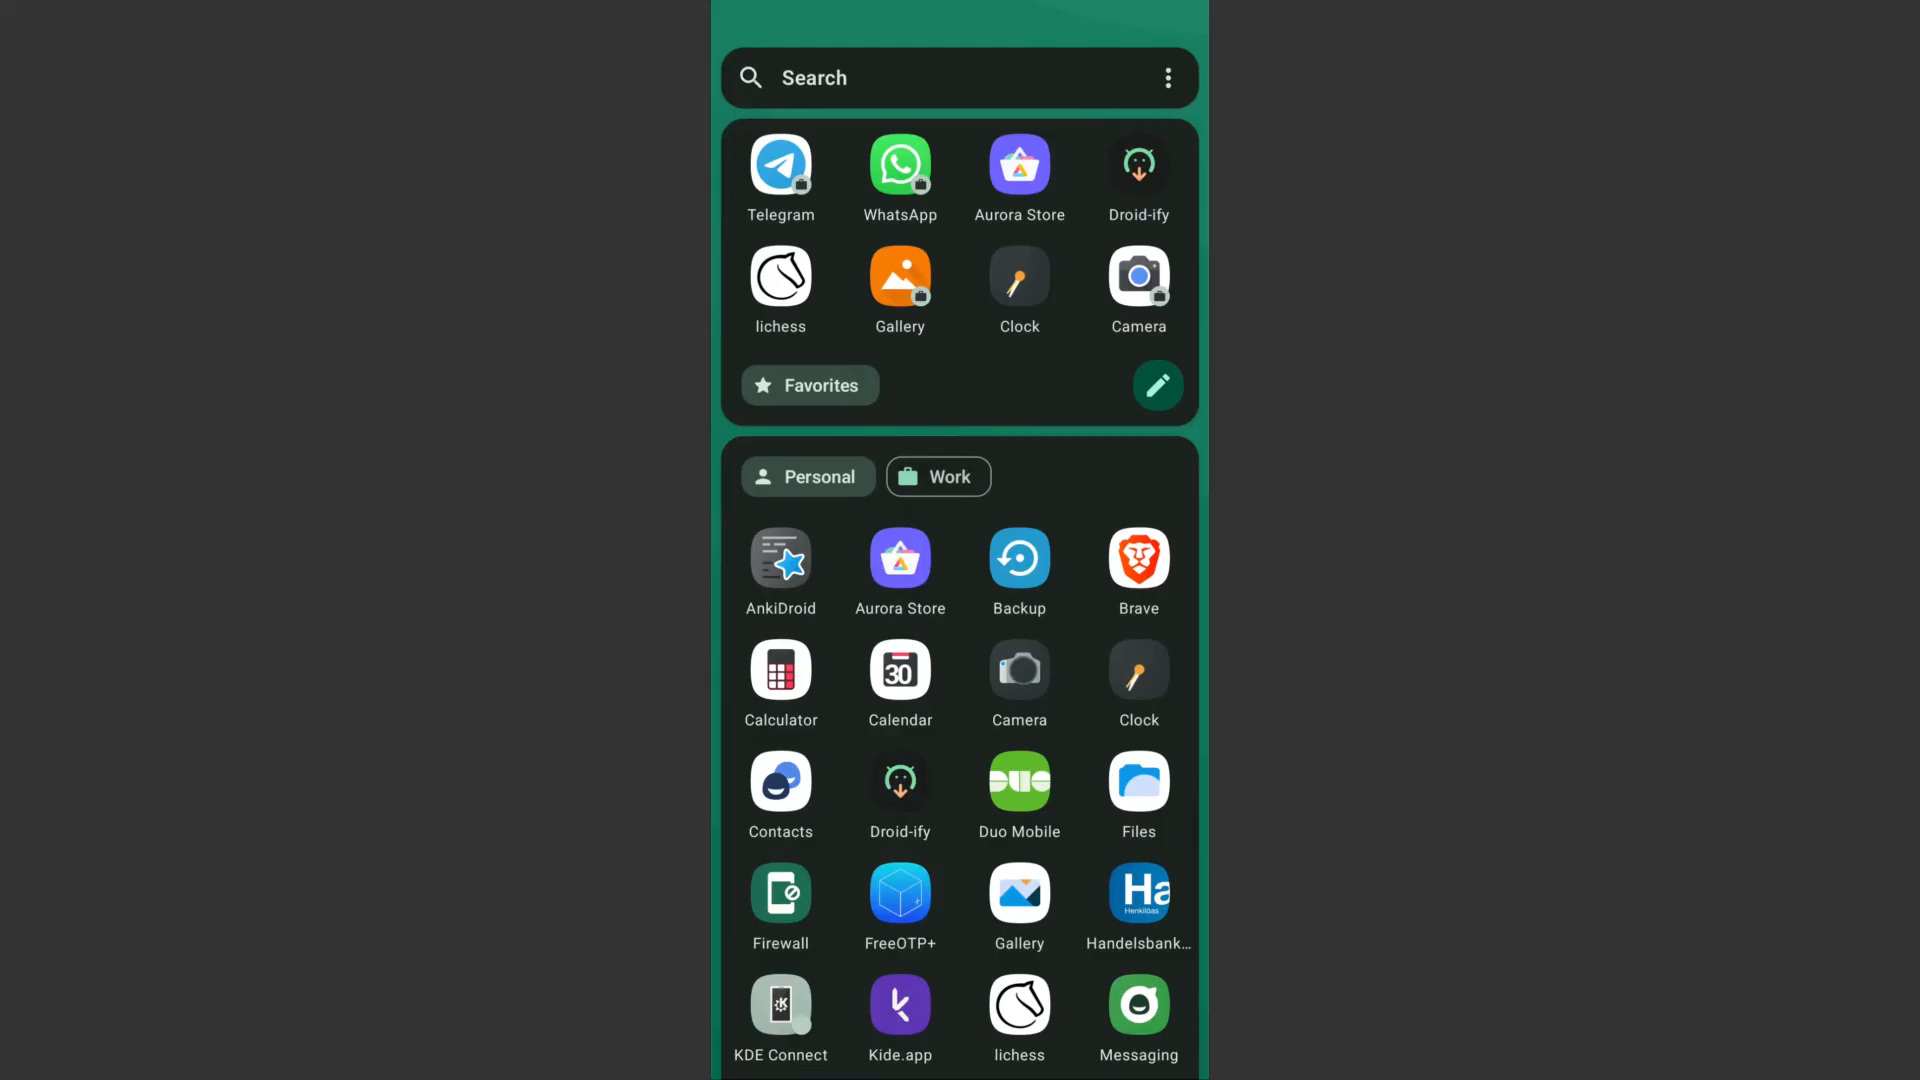 Search
Telegram
WhatsApp
Aurora Store
Droid-ify
lichess
Gallery
Clock
Camera
Favorites
Personal
Work
AnkiDroid
Aurora Store
Backup
Brave
30
Calculator
Calendar
Camera
Clock
DUO
Contacts
Droid-ify
Duo Mobile
Files
Ha
Henkilöas
Firewall
FreeOTP+
Gallery
Handelsbank...
K
KDE Connect
Kide.app
lichess
Messaging